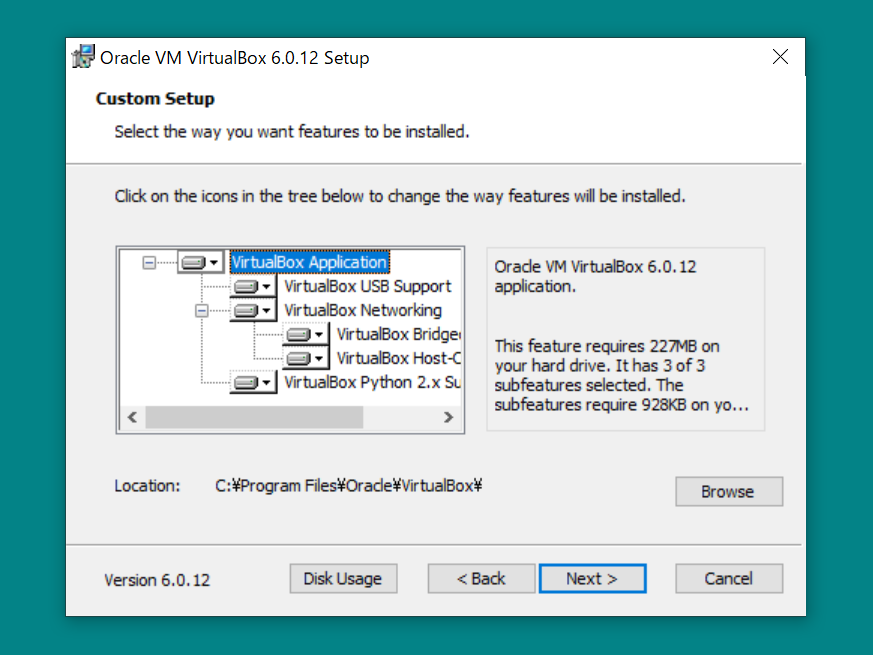 Oracle VM VirtualBox 6.0.12 Setup
Custom Setup
Select the way you want features to be installed.
Click on the icons in the tree below to change the way features will be installed.
VirtualBox Application
VirtualBox USB Support
VirtualBox Networking
VirtualBox Bridged
VirtualBox Host-O
VirtualBox Python 2.x Su
Oracle VM VirtualBox 6.0.12
application.
This feature requires 227MB on
your hard drive. It has 3 of 3
subfeatures selected. The
subfeatures require 928KB on yo...
Location: C:¥Program Files¥Oracle¥VirtualBox¥
Browse
Version 6.0.12
Disk Usage
< Back
Next >
Cancel